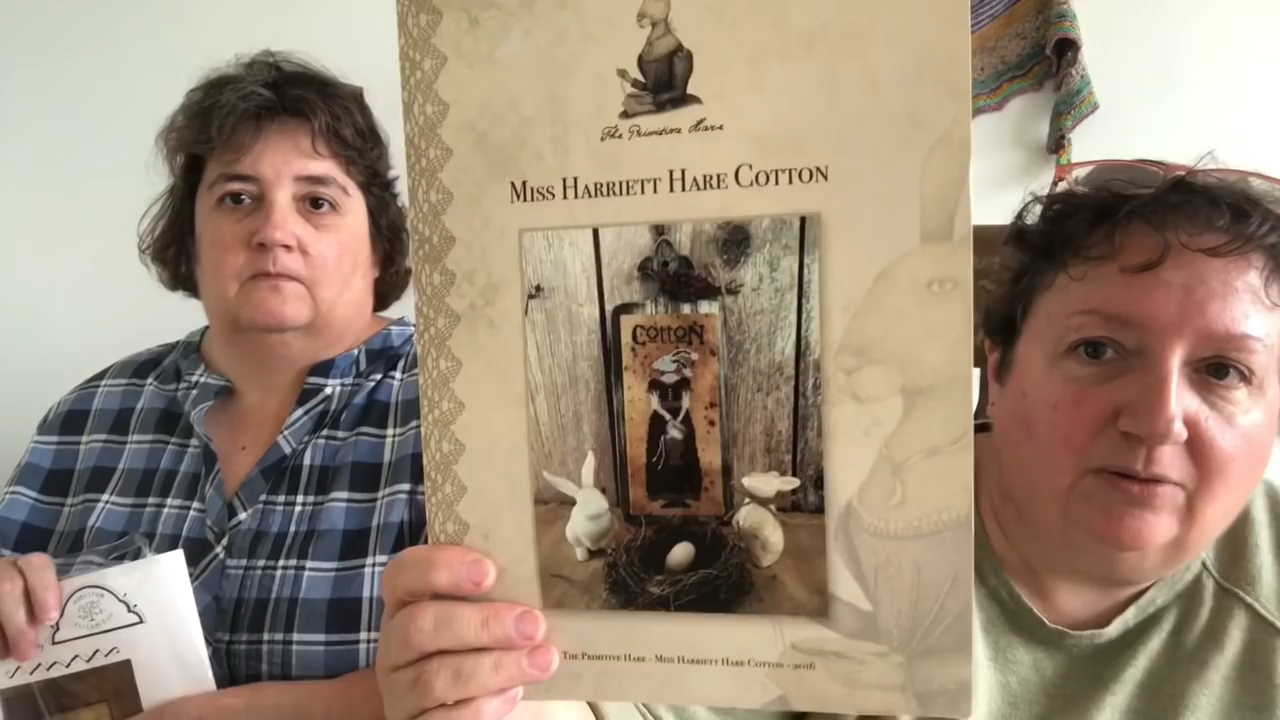 The Primitive Hare
Miss Harriett Hare Cotton
Cotton
The Primitive Hare - Miss Harriett Hare Cotton - 2016